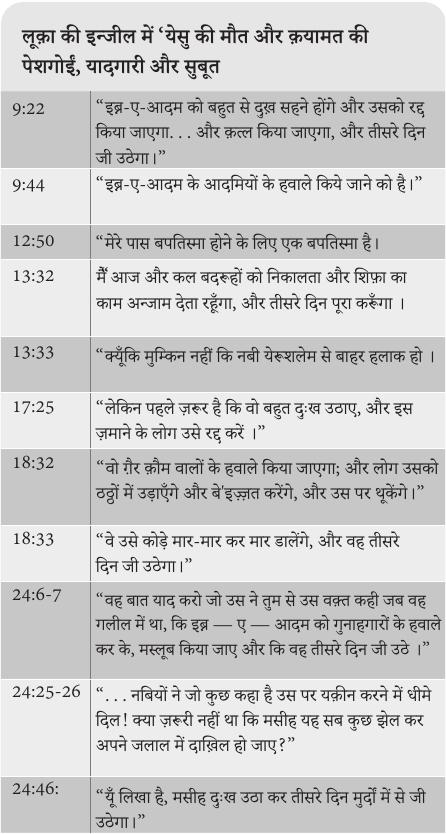 लूक़ा की इन्जील में ‘येसु की मौत और क़यामत की
पेशगोईं, यादगारी और सुबूत
9:22 “इब्न-ए-आदम को बहुत से दुख़ सहने होंगे और उसको रद्द
किया जाएगा. . . और क़त्ल किया जाएगा, और तीसरे दिन
जी उठेगा।”
9:44 “इब्न-ए-आदम के आदमियों के हवाले किये जाने को है।”
12:50 “मेरे पास बपतिस्मा होने के लिए एक बपतिस्मा है।
13:32 मैं आज और कल बदरूहों को निकालता और शिफ़ा का
काम अन्जाम देता रहूँगा, और तीसरे दिन पूरा करूँगा ।
13:33 “क्यूँकि मुम्किन नहीं कि नबी येरूशलेम से बाहर हलाक हो ।
17:25 “लेकिन पहले ज़रूर है कि वो बहुत दुःख उठाए, और इस
ज़माने के लोग उसे रद्द करें ।”
18:32 “वो ग़ैर क़ौम वालों के हवाले किया जाएगा; और लोग उसको
ठठ्ठों में उड़ाएँगे और बे'इज़्ज़त करेंगे, और उस पर थूकेंगे।”
18:33 “वे उसे कोड़े मार-मार कर मार डालेंगे, और वह तीसरे
दिन जी उठेगा।”
24:6-7 “वह बात याद करो जो उस ने तुम से उस वक़्त कही जब वह
गलील में था, कि इब्न — ए — आदम को गुनाहगारों के हवाले
कर के, मस्लूब किया जाए और कि वह तीसरे दिन जी उठे ।”
24:25-26 “. . . नबियों ने जो कुछ कहा है उस पर यक़ीन करने में धीमे
दिल! क्या ज़रूरी नहीं था कि मसीह यह सब कुछ झेल कर
अपने जलाल में दाख़िल हो जाए?”
24:46: “यूँ लिखा है, मसीह दुःख उठा कर तीसरे दिन मुर्दों में से जी
उठेगा।”